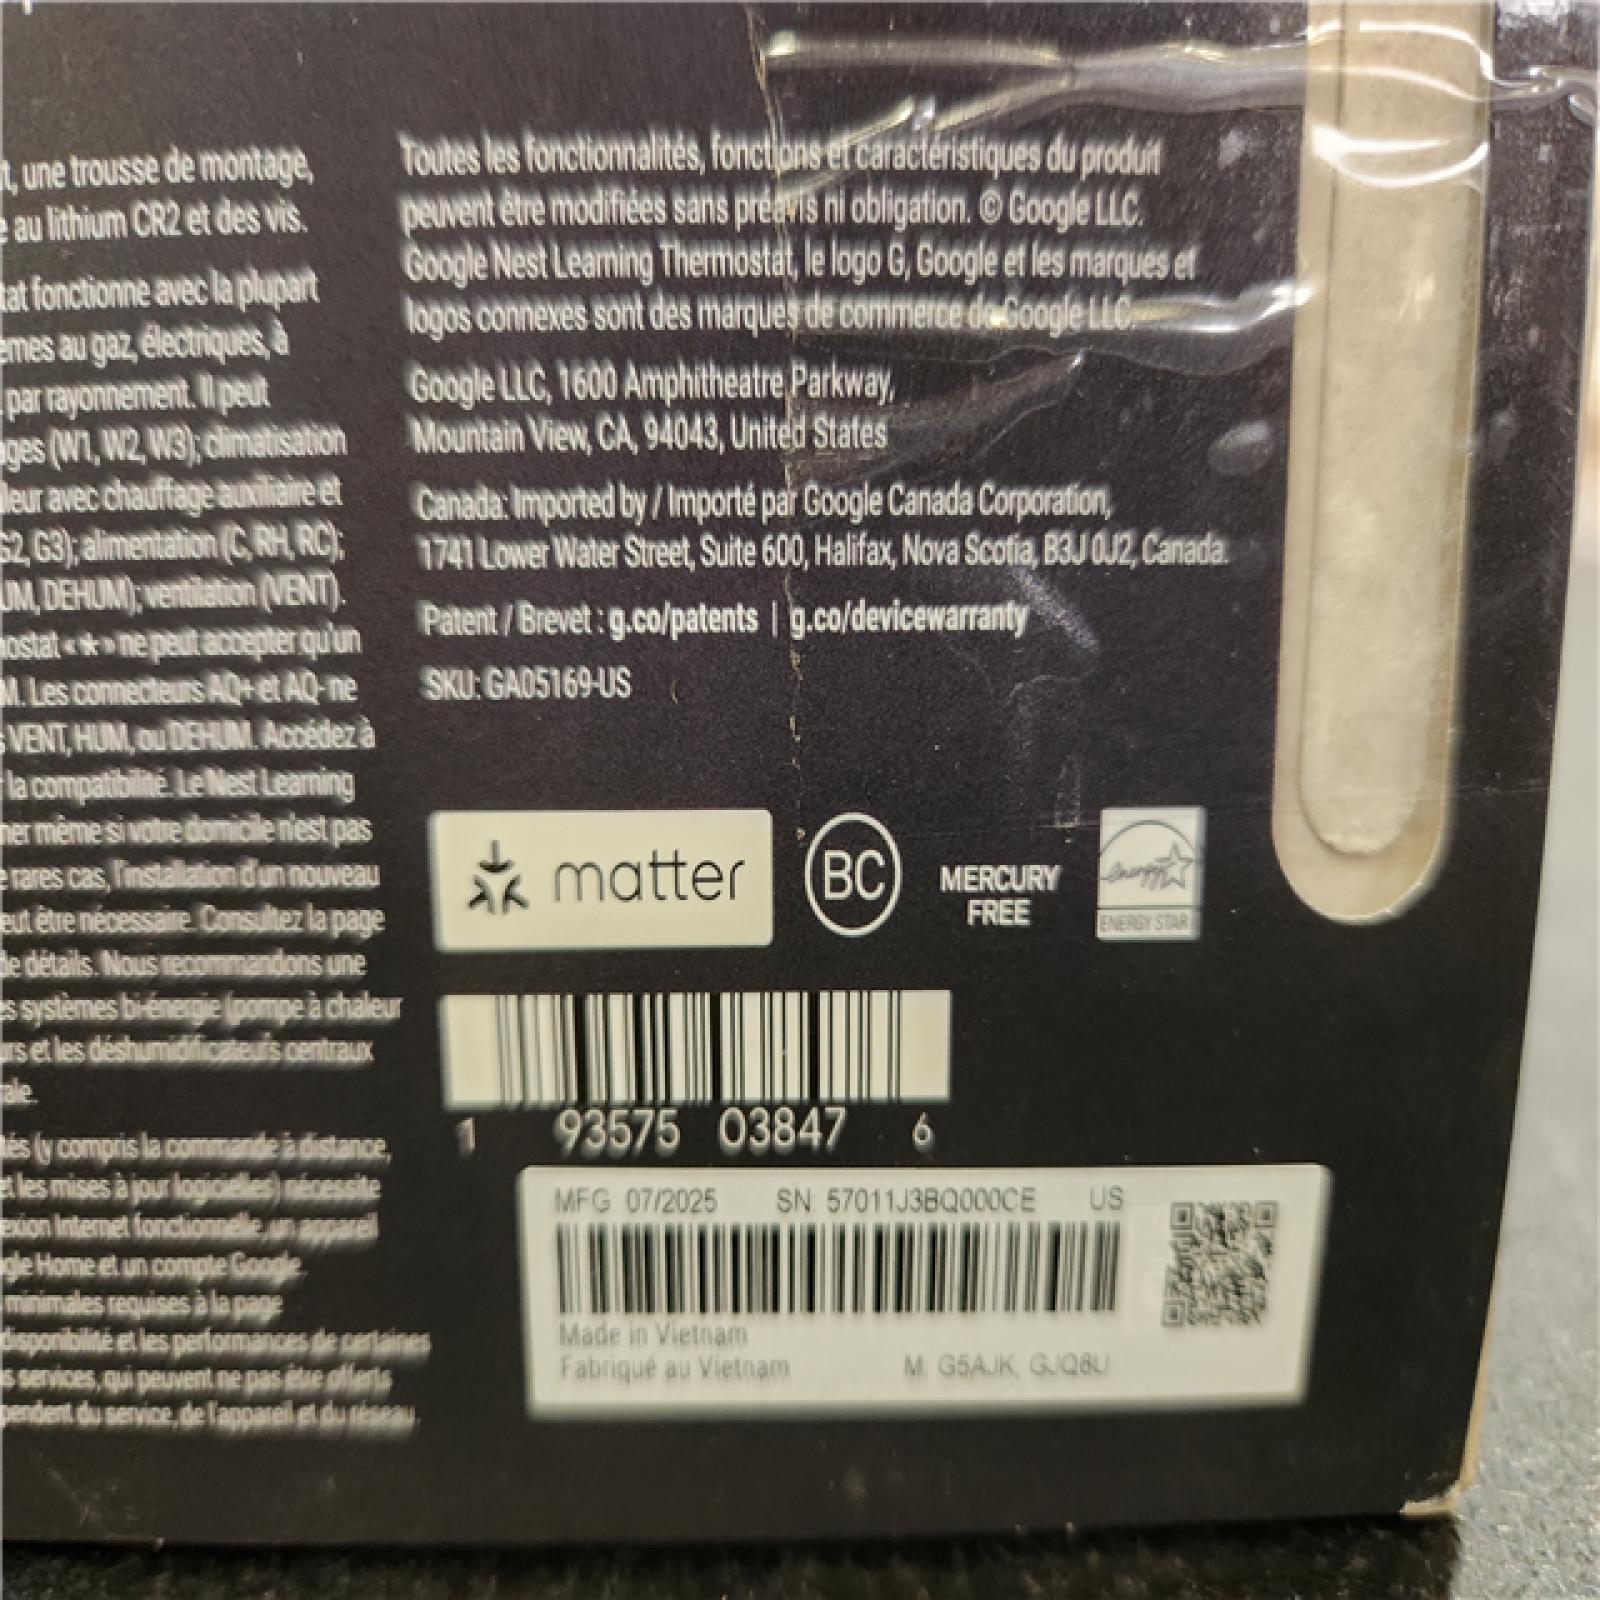 t, une trousse de montage,
e au lithium CR2 et des vis.
tat fonctionne avec la plupart
èmes au gaz, électriques, à
par rayonnement. Il peut
ages (W1, W2, W3); climatisation
leur avec chauffage auxiliaire et
G2, G3); alimentation (C, RH, RC);
UM, DEHUM); ventilation (VENT).
mostat « * » ne peut accepter qu'un
M. Les connecteurs AQ+ et AQ- ne
s VENT, HUM, ou DEHUM. Accédez à
la compatibilité. Le Nest Learning
ner même si votre domicile n'est pas
e rares cas, l'installation d'un nouveau
eut être nécessaire. Consultez la page
de détails. Nous recommandons une
es systèmes bi-énergie (pompe à chaleur
urs et les déshumidificateurs centraux
rale.
tés (y compris la commande à distance,
et les mises à jour logicielles) nécessite
exion Internet fonctionnelle, un appareil
gle Home et un compte Google.
minimales requises à la page
disponibilité et les performances de certaines
s services, qui peuvent ne pas être offerts
pendent du service, de l'appareil et du réseau.
Toutes les fonctionnalités, fonctions et caractéristiques du produit
peuvent être modifiées sans préavis ni obligation. © Google LLC.
Google Nest Learning Thermostat, le logo G, Google et les marques et
logos connexes sont des marques de commerce de Google LLC.
Google LLC, 1600 Amphitheatre Parkway,
Mountain View, CA, 94043, United States
Canada: Imported by / Importé par Google Canada Corporation,
1741 Lower Water Street, Suite 600, Halifax, Nova Scotia, B3J 0J2, Canada.
Patent / Brevet : g.co/patents | g.co/devicewarranty
SKU: GA05169-US
matter
BC
MERCURY
FREE
energy
ENERGY STAR
1 93575 03847 6
MFG 07/2025 SN: 57011J3BQ000CE US
Made in Vietnam
Fabriqué au Vietnam M. G5AJK, GJQ8U